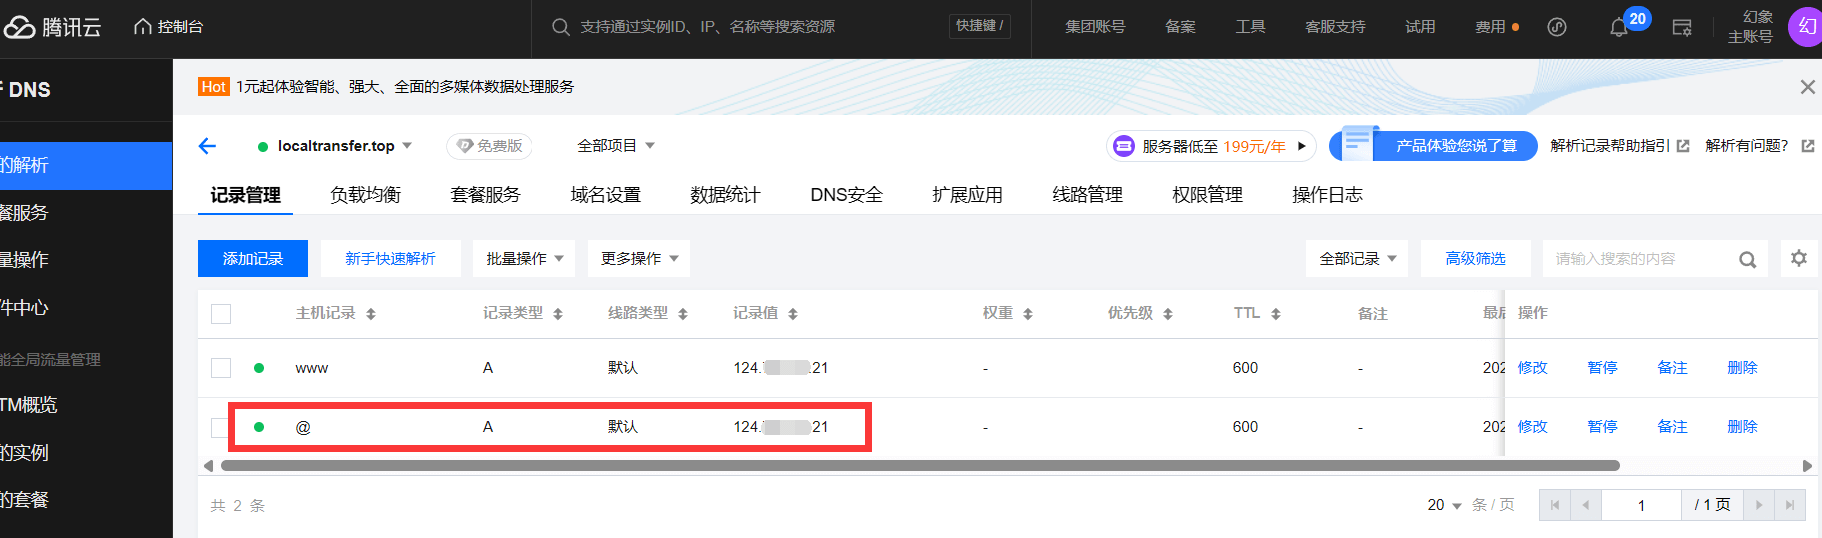 腾讯云 控制台 支持通过实例ID、IP、名称等搜索资源 快捷键 / 集团账号 备案 工具 客服支持 试用 费用 20 幻象 主账号 幻
DNS
Hot 1元起体验智能、强大、全面的多媒体数据处理服务
localtransfer.top 免费版 全部项目 服务器低至 199元/年 产品体验您说了算 解析记录帮助指引 解析有问题?
的解析
记录管理 负载均衡 套餐服务 域名设置 数据统计 DNS安全 扩展应用 线路管理 权限管理 操作日志
餐服务
添加记录 新手快速解析 批量操作 更多操作 全部记录 高级筛选 请输入搜索的内容
量操作
件中心
主机记录 记录类型 线路类型 记录值 权重 优先级 TTL 备注 最后 操作
能全局流量管理
www A 默认 124. .21 - 600 - 202 修改 暂停 备注 删除
TM概览
@ A 默认 124. 21 - 600 - 202 修改 暂停 备注 删除
的实例
的套餐
共 2 条 20 条/页 1 / 1 页